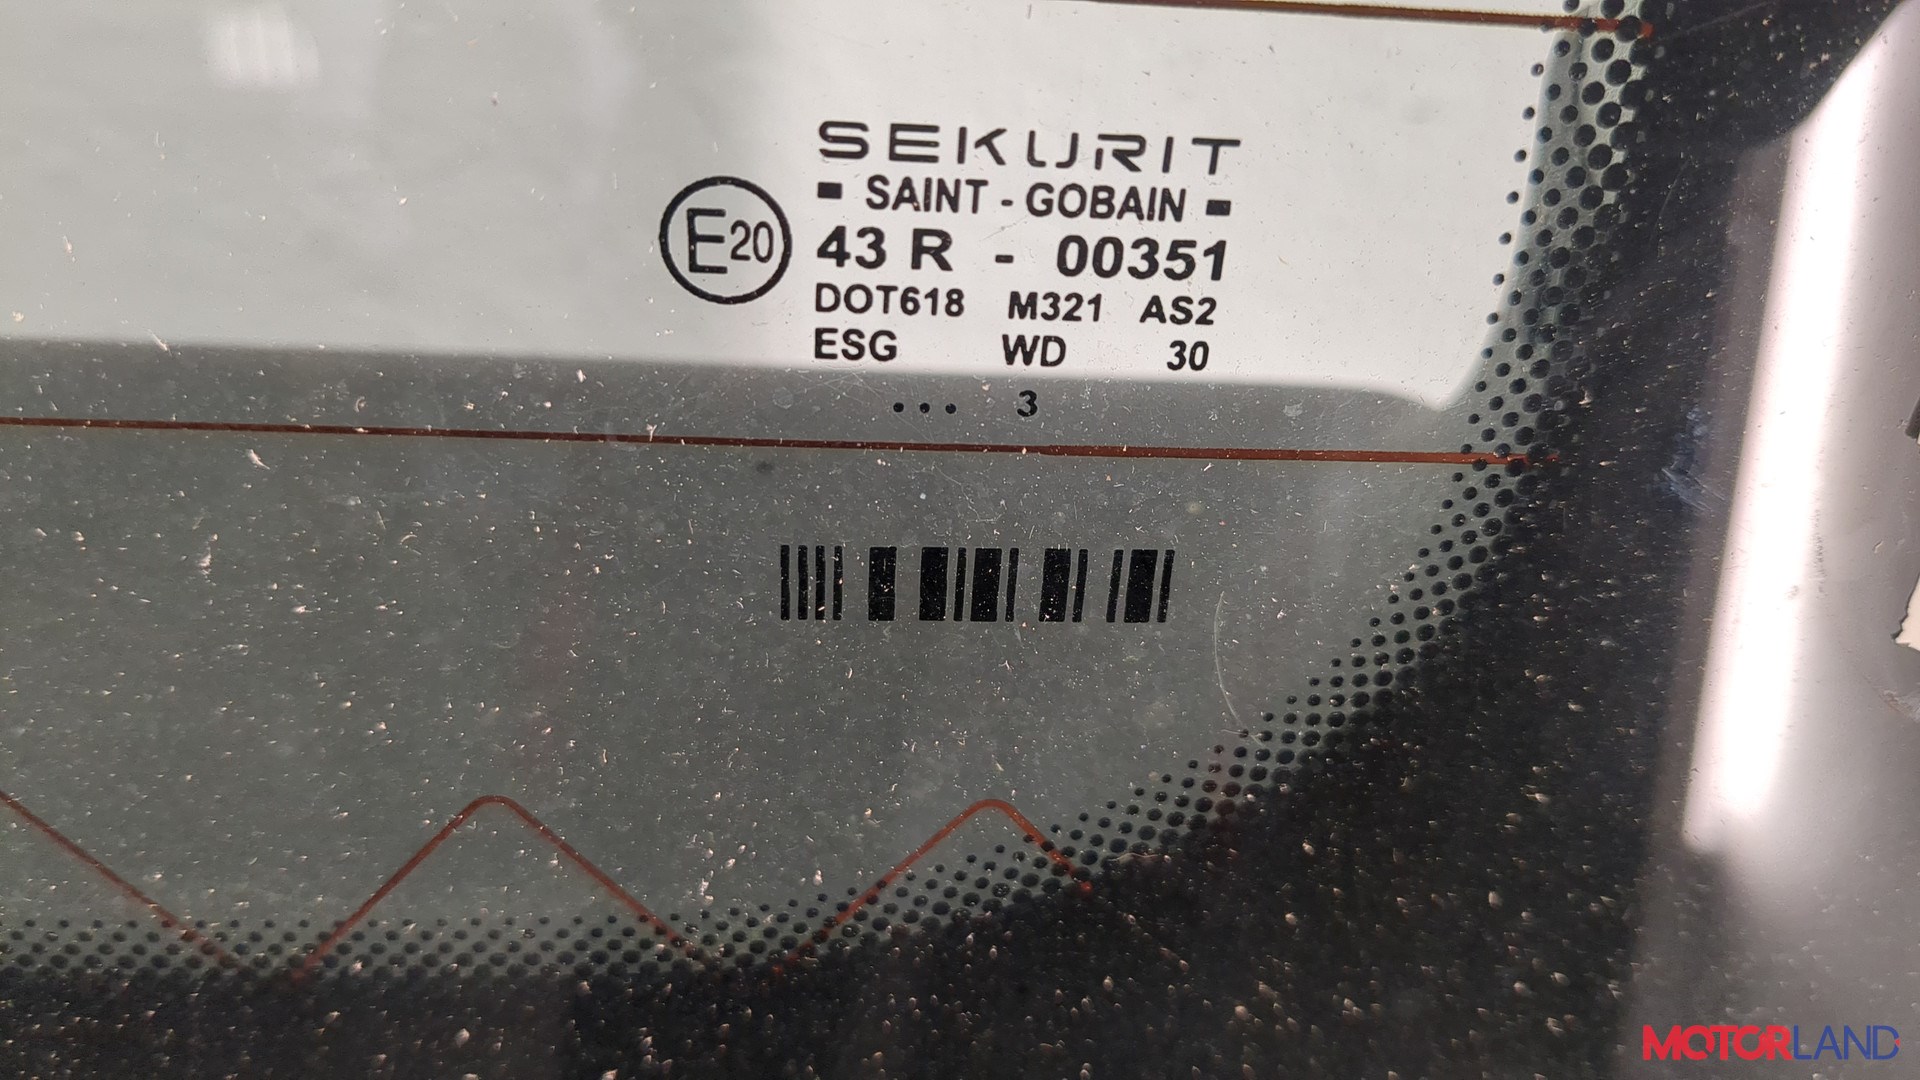 SEKURIT
SAINT - GOBAIN
E20
43 R - 00351
DOT618 M321 AS2
ESG WD 30
... 3
MOTORLAND